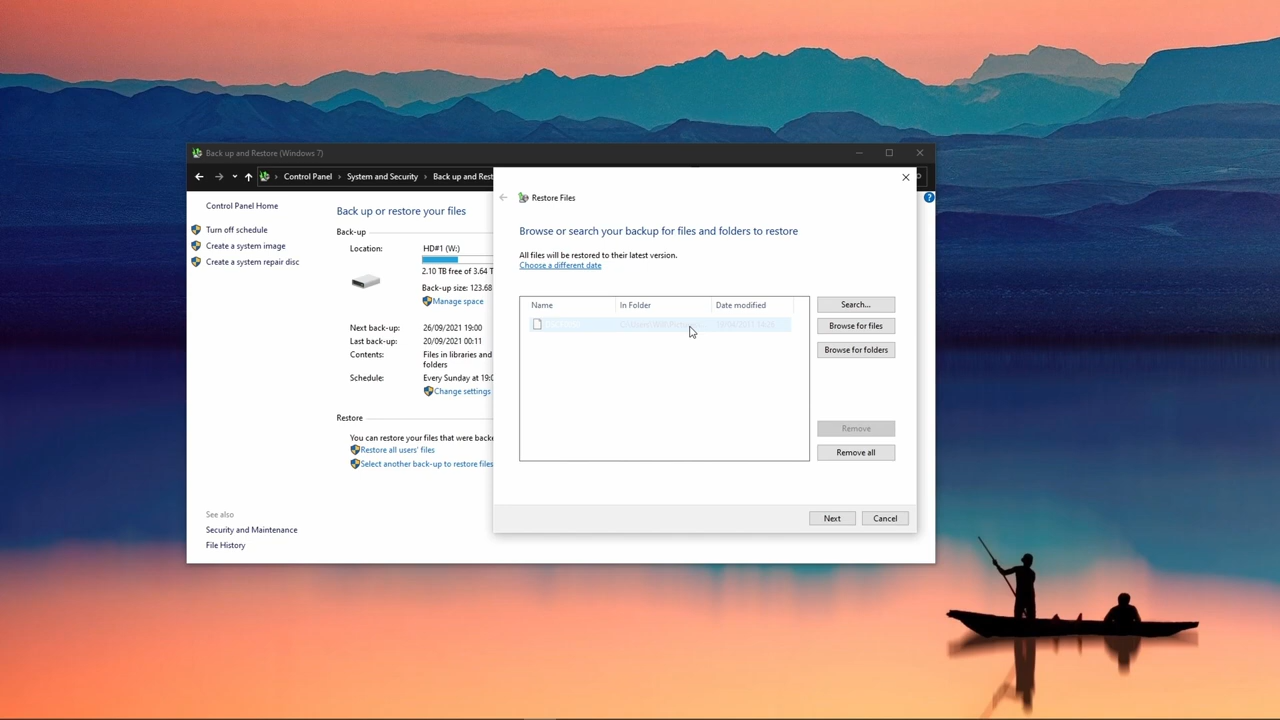 Back up and Restore (Windows 7)
Control Panel › System and Security › Back up and Rest
Control Panel Home
Turn off schedule
Create a system image
Create a system repair disc
See also
Security and Maintenance
File History
Back up or restore your files
Back-up
Location: HD#1 (W:)
2.10 TB free of 3.64 T
Back-up size: 123.68
Manage space
Next back-up: 26/09/2021 19:00
Last back-up: 20/09/2021 00:11
Contents: Files in libraries and
folders
Schedule: Every Sunday at 19:0
Change settings
Restore
You can restore your files that were backe
Restore all users' files
Select another back-up to restore files
Restore Files
Browse or search your backup for files and folders to restore
All files will be restored to their latest version.
Choose a different date
Name In Folder Date modified
Search...
Browse for files
Browse for folders
Remove
Remove all
Next Cancel